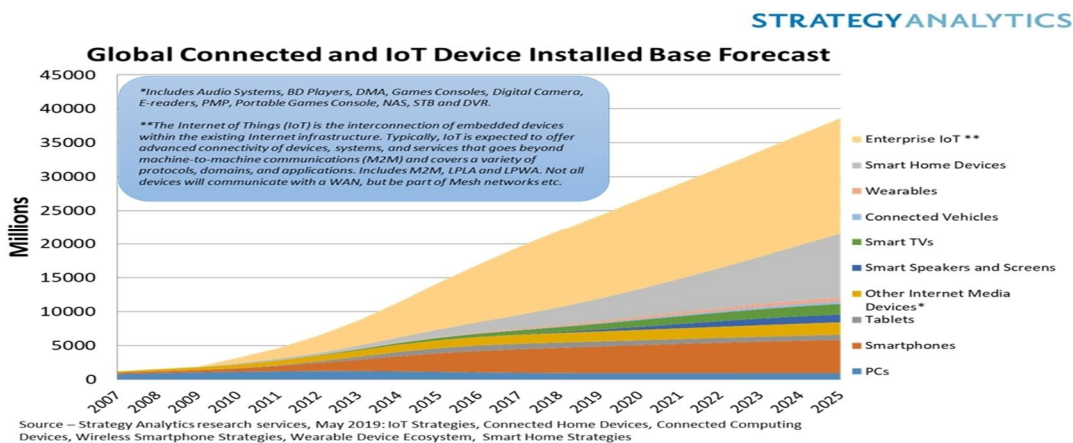 STRATEGYANALYTICS
Global Connected and IoT Device Installed Base Forecast
45000
40000
35000
30000
25000
20000
15000
10000
5000
0
Millions
*Includes Audio Systems, BD Players, DMA, Games Consoles, Digital Camera,
E-readers, PMP, Portable Games Console, NAS, STB and DVR.
**The Internet of Things (IoT) is the interconnection of embedded devices
within the existing Internet infrastructure. Typically, IoT is expected to offer
advanced connectivity of devices, systems, and services that goes beyond
machine-to-machine communications (M2M) and covers a variety of
protocols, domains, and applications. Includes M2M, LPLA and LPWA. Not all
devices will communicate with a WAN, but be part of Mesh networks etc.
Enterprise IoT **
Smart Home Devices
Wearables
Connected Vehicles
Smart TVs
Smart Speakers and Screens
Other Internet Media
Devices*
Tablets
Smartphones
PCs
2007 2008 2009 2010 2011 2012 2013 2014 2015 2016 2017 2018 2019 2020 2021 2022 2023 2024 2025
Source – Strategy Analytics research services, May 2019: IoT Strategies, Connected Home Devices, Connected Computing
Devices, Wireless Smartphone Strategies, Wearable Device Ecosystem, Smart Home Strategies